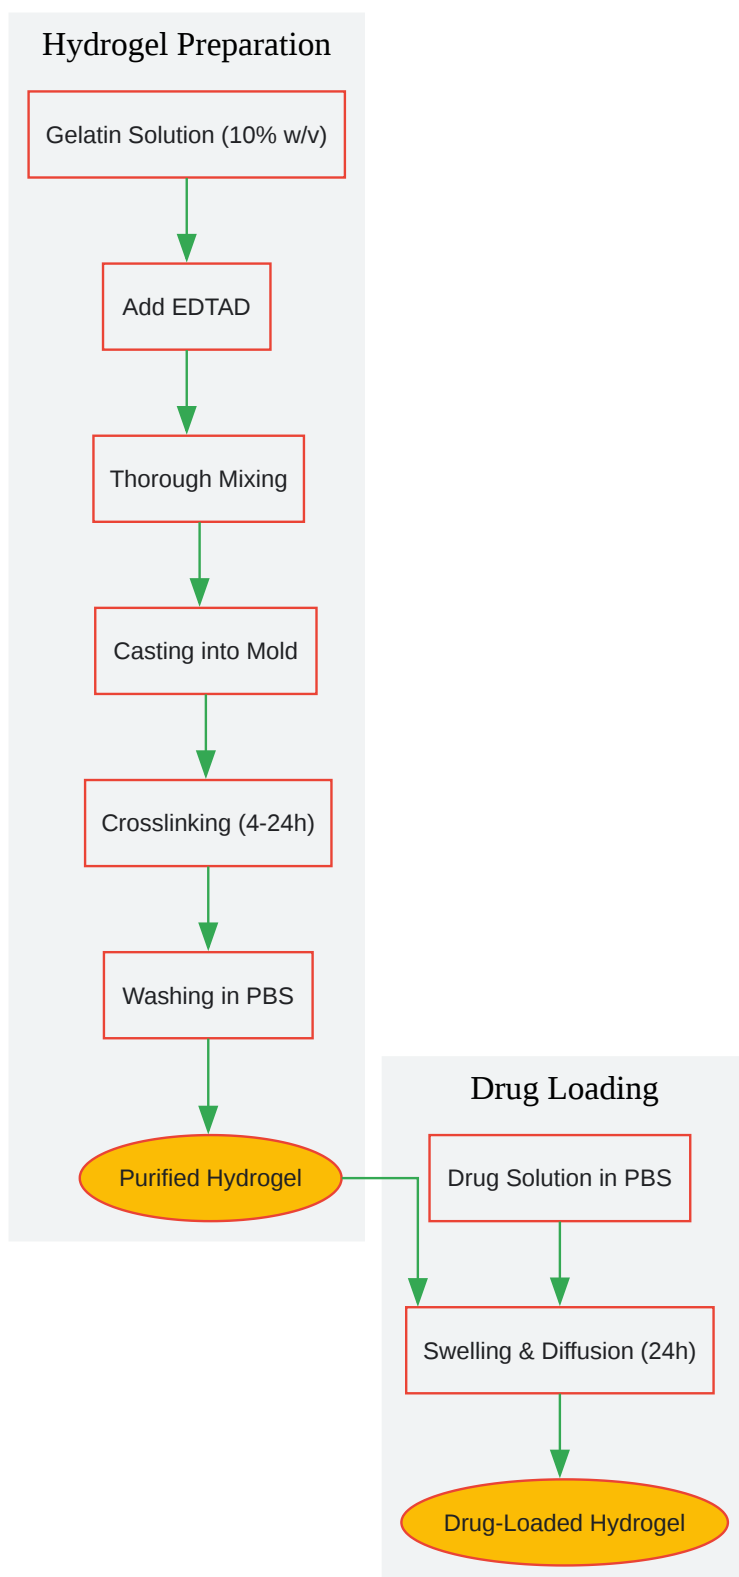 Hydrogel Preparation
Gelatin Solution (10% w/v)
Add EDTAD
Thorough Mixing
Casting into Mold
Crosslinking (4-24h)
Washing in PBS
Purified Hydrogel
Drug Loading
Drug Solution in PBS
Swelling & Diffusion (24h)
Drug-Loaded Hydrogel